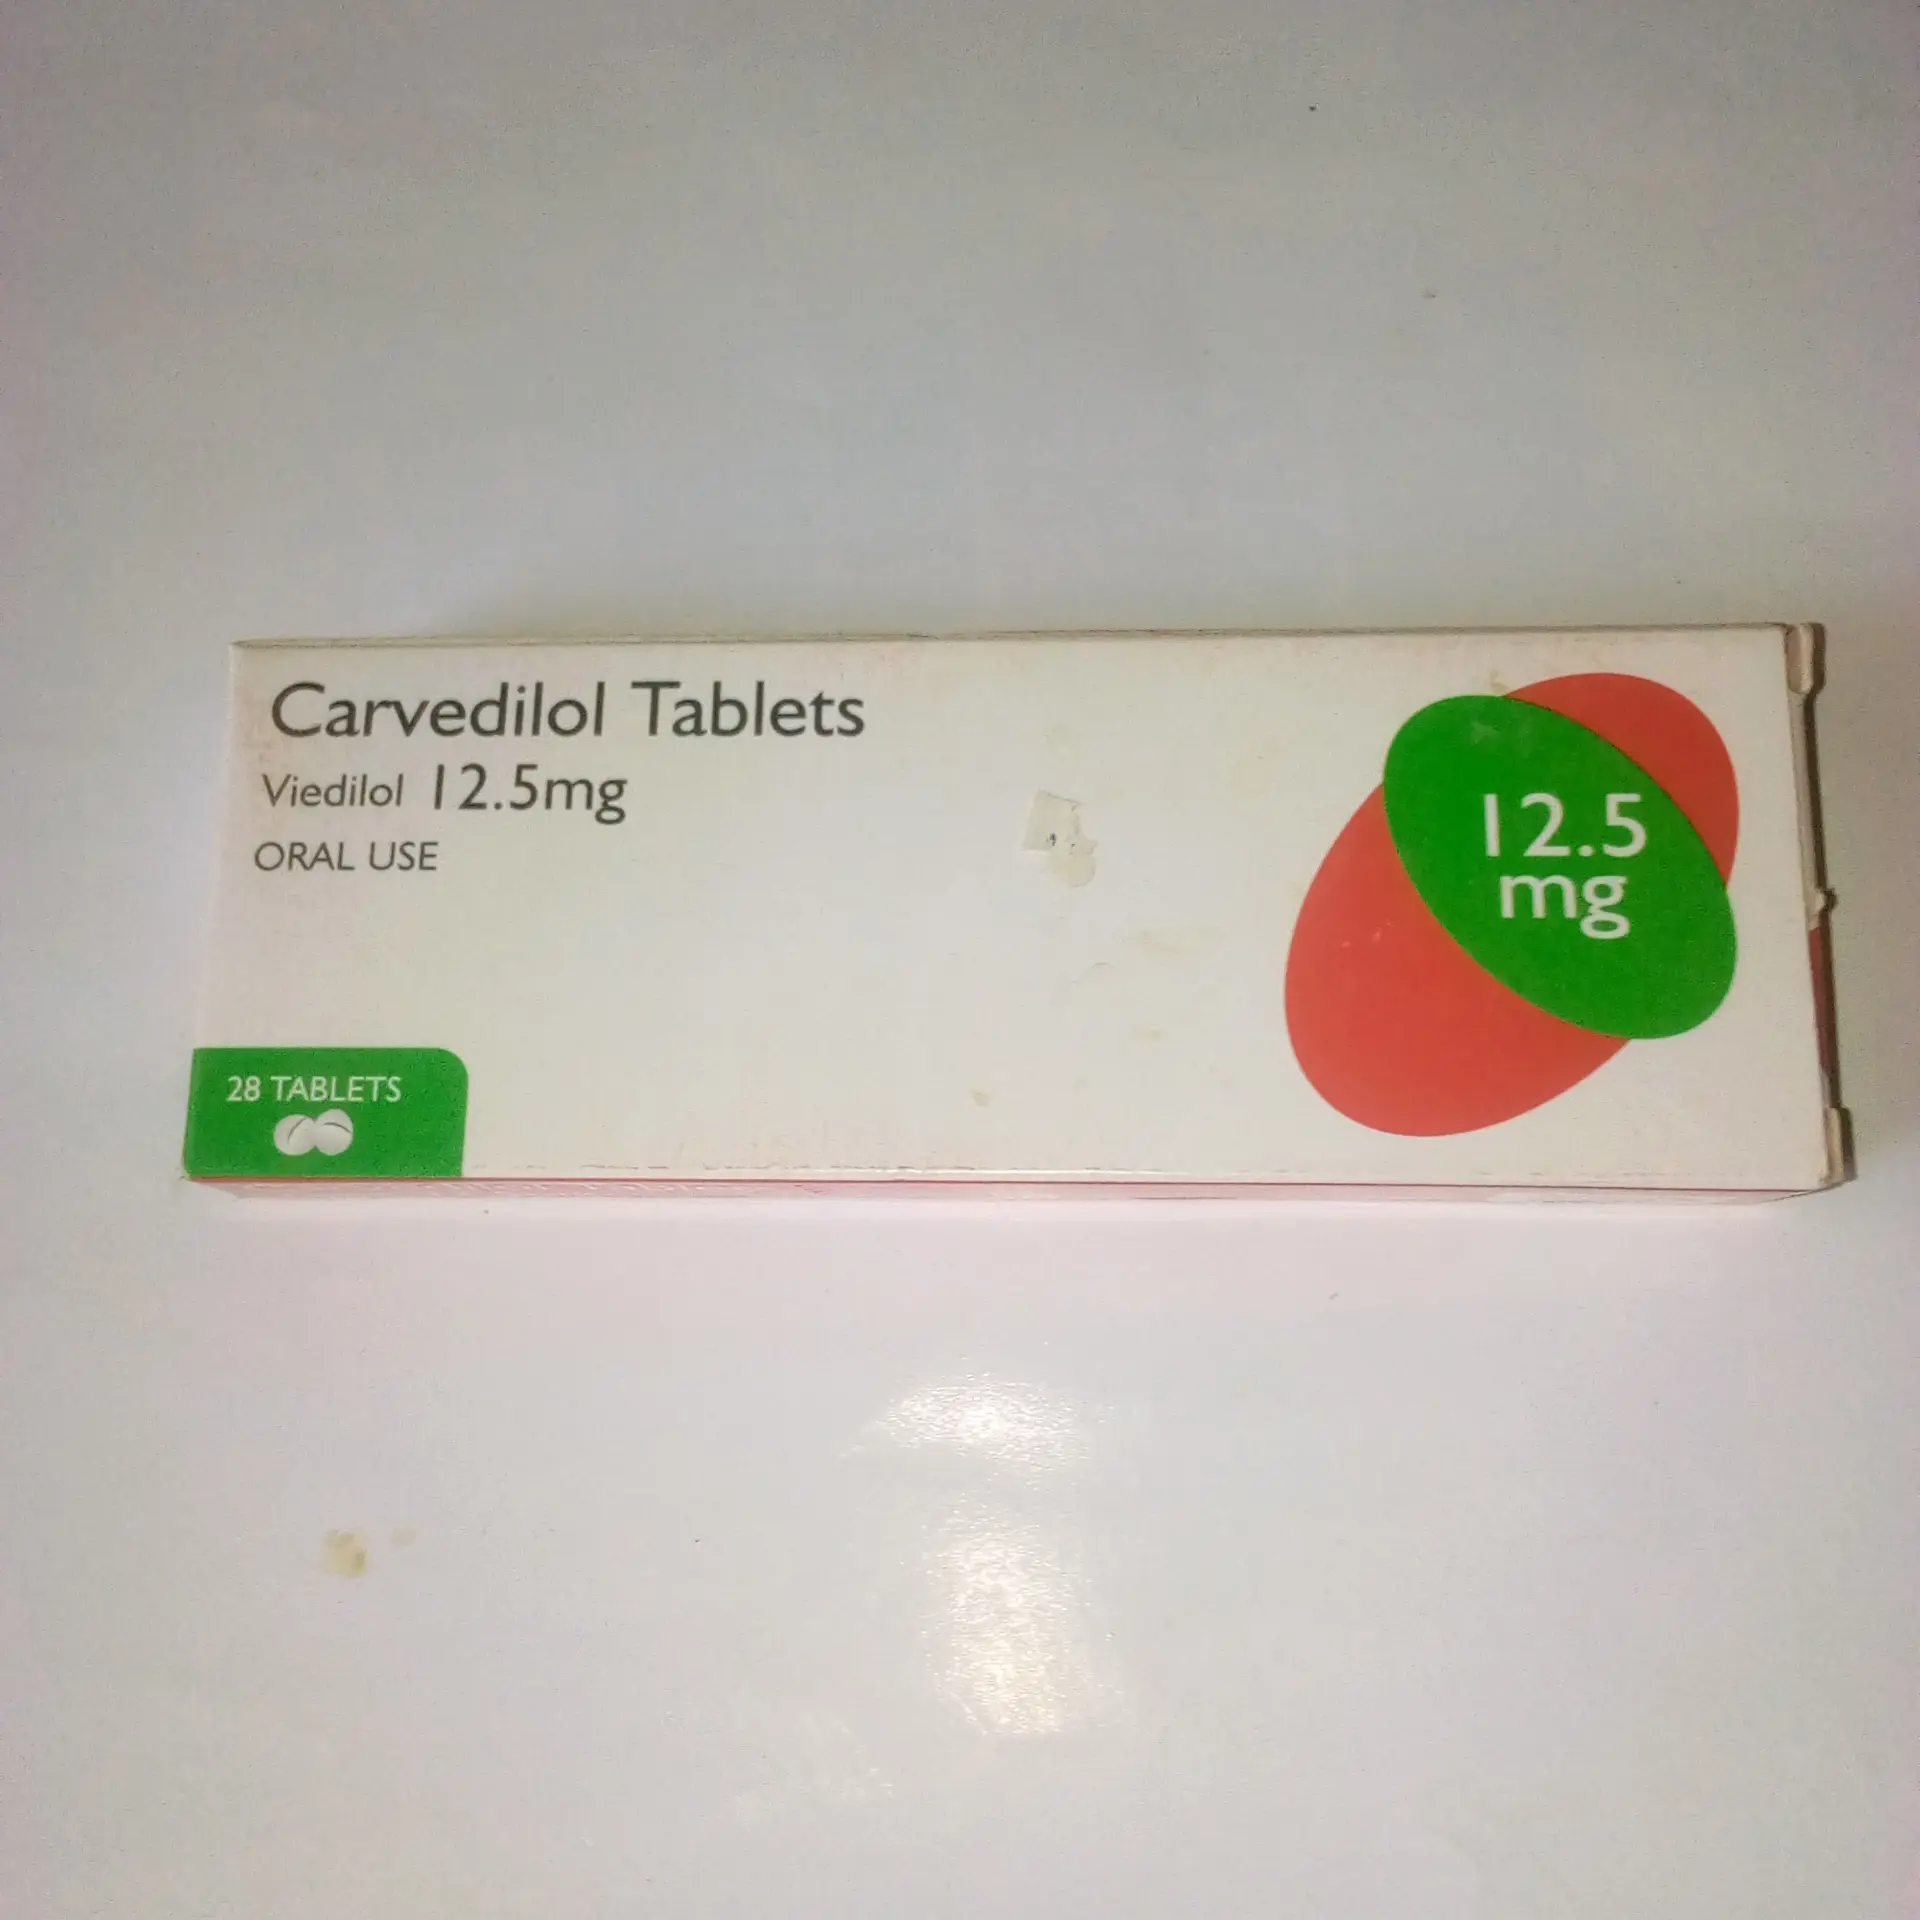 Carvedilol Tablets
Viedilol 12.5mg
ORAL USE
12.5
mg
28 TABLETS